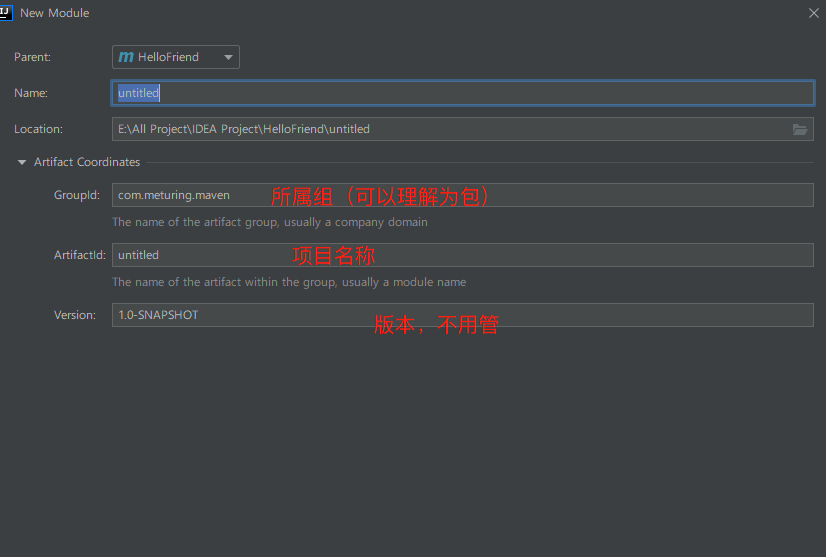 IJ New Module
Parent: m HelloFriend
Name: untitled
Location: E:\All Project\IDEA Project\HelloFriend\untitled
Artifact Coordinates
GroupId: com.meturing.maven 所属组（可以理解为包）
The name of the artifact group, usually a company domain
ArtifactId: untitled 项目名称
The name of the artifact within the group, usually a module name
Version: 1.0-SNAPSHOT 版本，不用管